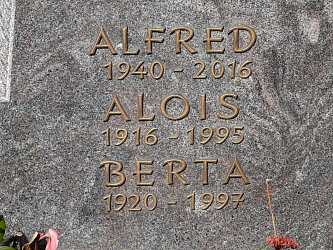 ALFRED
1940 - 2016
ALOIS
1916 - 1995
BERTA
1920 - 1997